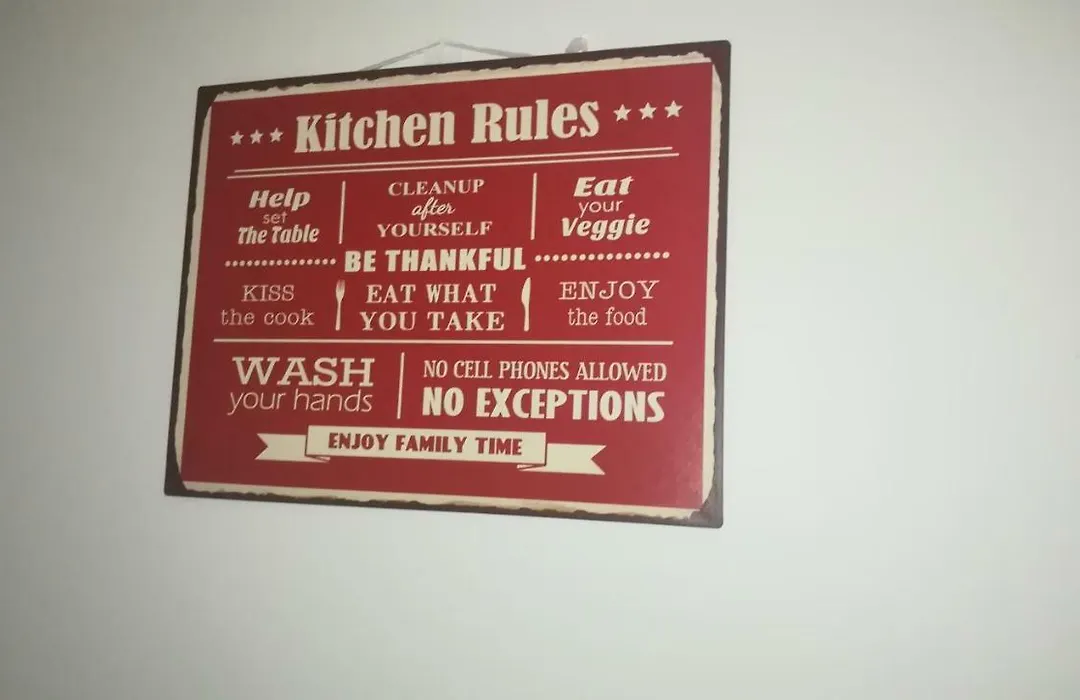 Kitchen Rules
Help
set
The Table
CLEANUP
after
YOURSELF
Eat
your
Veggie
BE THANKFUL
KISS
the cook
EAT WHAT
YOU TAKE
ENJOY
the food
WASH
your hands
NO CELL PHONES ALLOWED
NO EXCEPTIONS
ENJOY FAMILY TIME